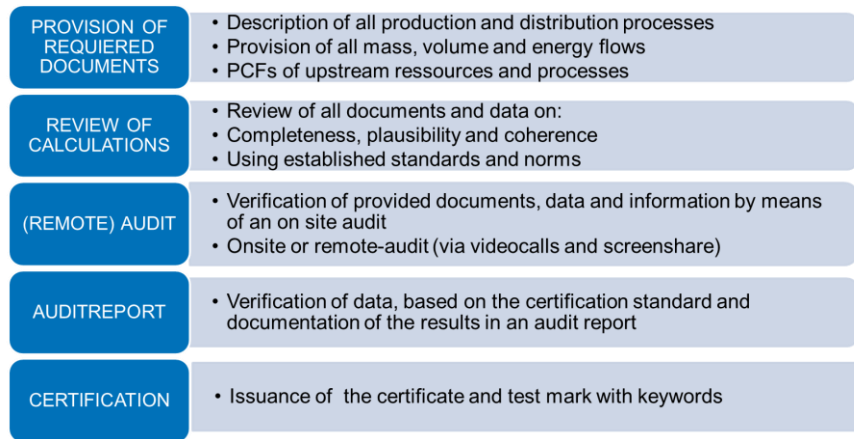 PROVISION OF
REQUIERED
DOCUMENTS
• Description of all production and distribution processes
• Provision of all mass, volume and energy flows
• PCFs of upstream ressources and processes
REVIEW OF
CALCULATIONS
• Review of all documents and data on:
• Completeness, plausibility and coherence
• Using established standards and norms
(REMOTE) AUDIT
• Verification of provided documents, data and information by means
of an on site audit
• Onsite or remote-audit (via videocalls and screenshare)
AUDITREPORT
• Verification of data, based on the certification standard and
documentation of the results in an audit report
CERTIFICATION
• Issuance of the certificate and test mark with keywords